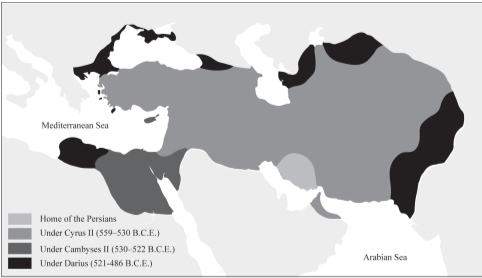 Mediterranean Sea
Home of the Persians
Under Cyrus II (559–530 B.C.E.)
Under Cambyses II (530–522 B.C.E.)
Under Darius (521-486 B.C.E.)
Arabian Sea